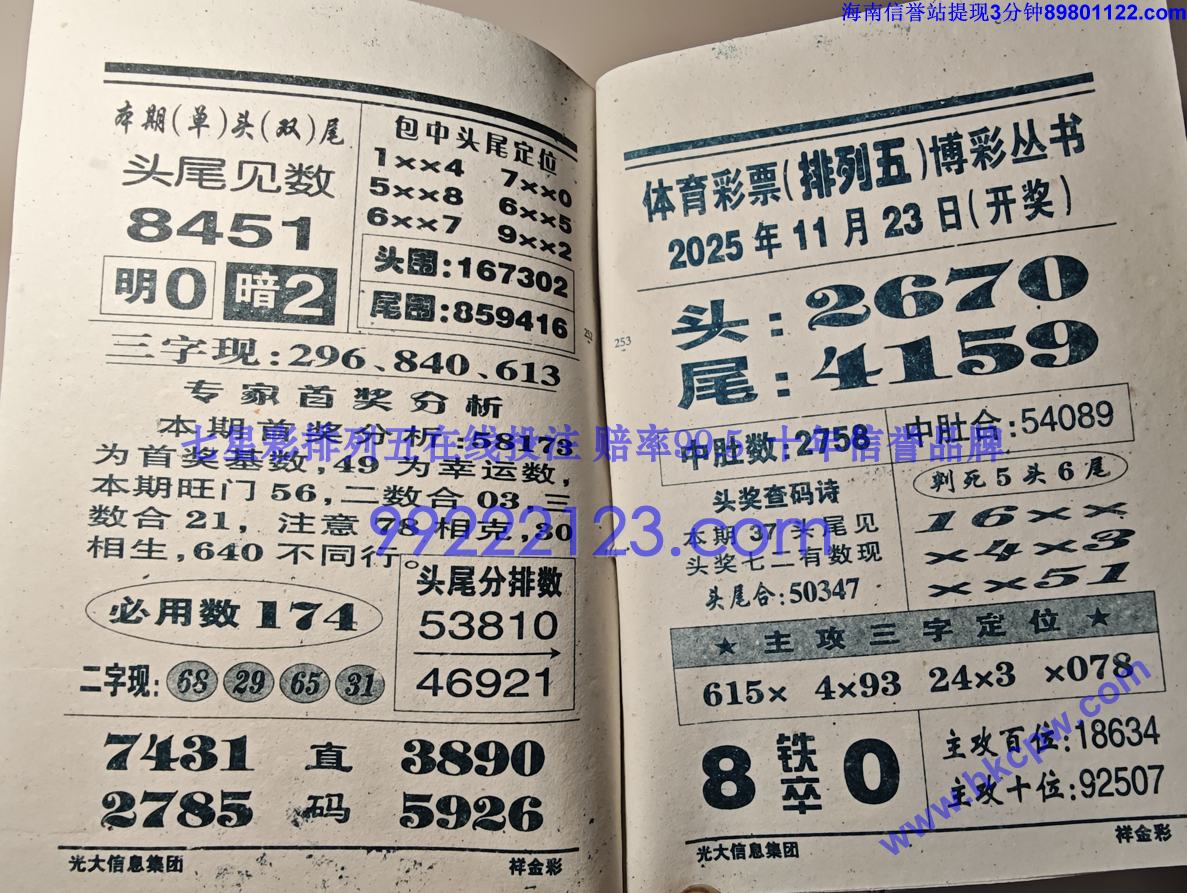 海南信誉站提现3分钟89801122.com
本期(单)头(双)尾
头尾见数
8451
明0 暗2
包中头尾定位
1××4 7××0
5××8 6××5
6××7 9××2
头围:167302
尾围:859416
三字现:296、840、613
专家首奖分析
本期首奖分析:58173
为首奖基数,49为幸运数,
本期旺门56,二数合03,三
数合21,注意78相克,30
相生,640不同行。
必用数174
二字现: 68 29 65 31
头尾分排数
53810
46921
7431 直 3890
2785 码 5926
光大信息集团 祥金彩
252
253
体育彩票(排列五)博彩丛书
2025年11月23日(开奖)
头:2670
尾:4159
中肚数:2758
中肚合:54089
头奖查码诗
本期37头尾见
头奖七二有数现
头尾合:50347
判死5头6尾
16××
×4×3
××51
★主攻三字定位★
615× 4×93 24×3 ×078
8铁卒0
主攻百位:18634
主攻十位:92507
光大信息集团 祥金彩
七星彩排列五在线投注 赔率99.5 十年信誉品牌
99222123.com
www.hkcpw.com